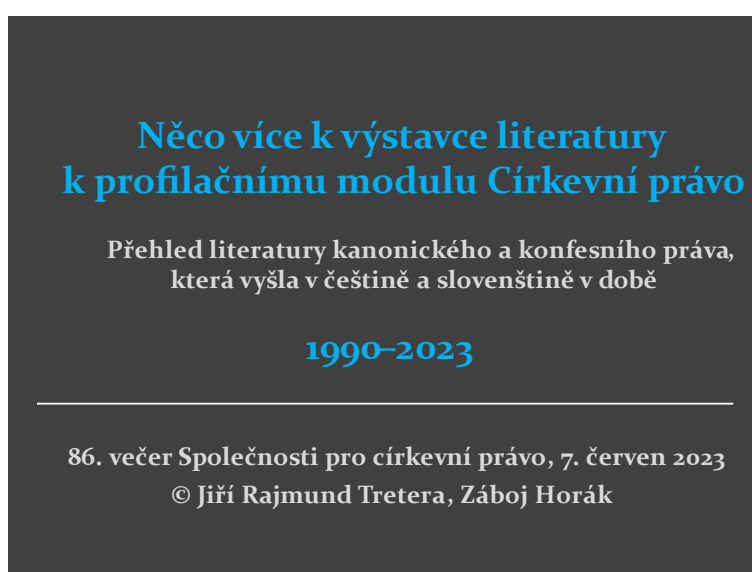 Něco více k výstavce literatury
k profilačnímu modulu Církevní právo
Přehled literatury kanonického a konfesního práva,
která vyšla v češtině a slovenštině v době
1990–2023
86. večer Společnosti pro církevní právo, 7. červen 2023
© Jiří Rajmund Tretera, Záboj Horák